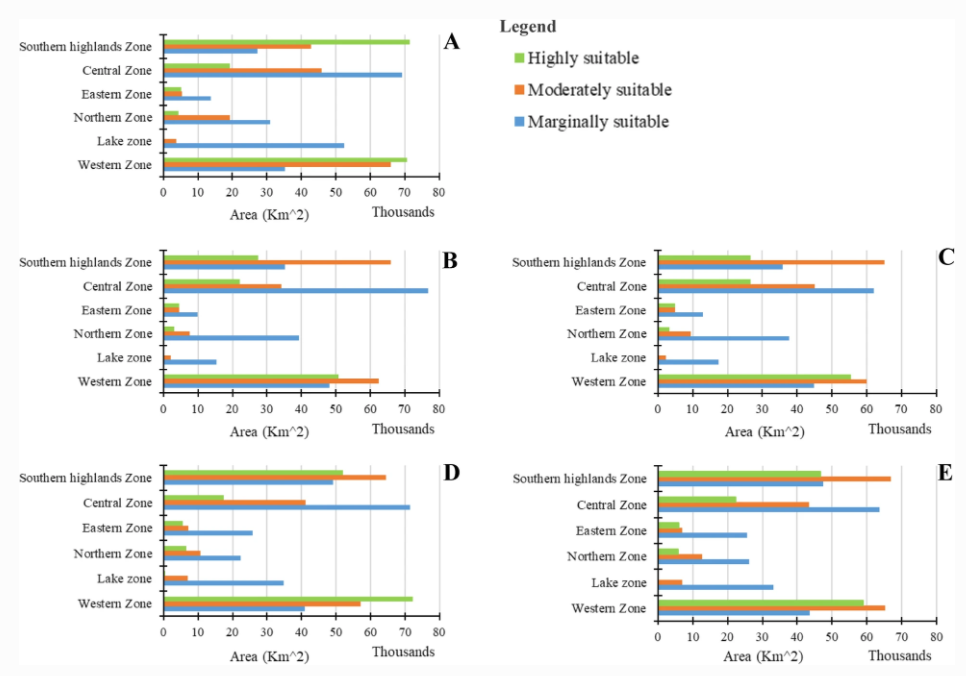 Legend
Highly suitable
Moderately suitable
Marginally suitable
A
Southern highlands Zone
Central Zone
Eastern Zone
Northern Zone
Lake zone
Western Zone
0 10 20 30 40 50 60 70 80
Area (Km^2) Thousands
B
Southern highlands Zone
Central Zone
Eastern Zone
Northern Zone
Lake zone
Western Zone
0 10 20 30 40 50 60 70 80
Area (Km^2) Thousands
C
Southern highlands Zone
Central Zone
Eastern Zone
Northern Zone
Lake zone
Western Zone
0 10 20 30 40 50 60 70 80
Area (Km^2) Thousands
D
Southern highlands Zone
Central Zone
Eastern Zone
Northern Zone
Lake zone
Western Zone
0 10 20 30 40 50 60 70 80
Area (Km^2) Thousands
E
Southern highlands Zone
Central Zone
Eastern Zone
Northern Zone
Lake zone
Western Zone
0 10 20 30 40 50 60 70 80
Area (Km^2) Thousands